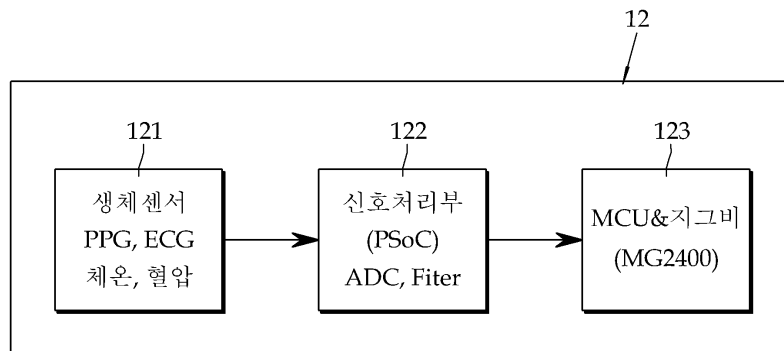 12
121
생체센서
PPG, ECG
체온, 혈압
122
신호처리부
(PSoC)
ADC, Fiter
123
MCU&지그비
(MG2400)